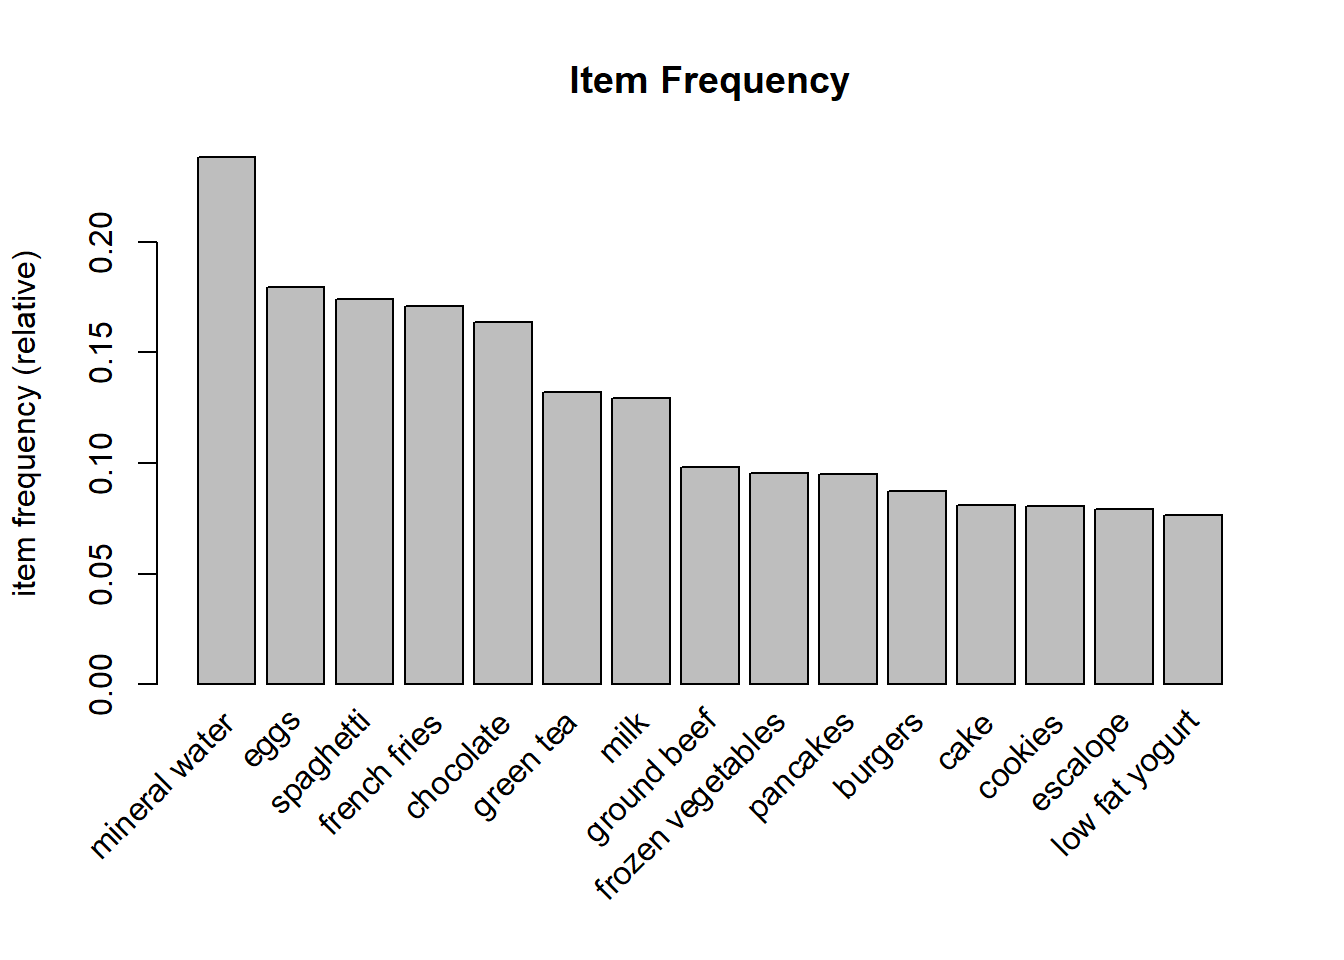 Item Frequency
item frequency (relative)
0.20
0.15
0.10
0.05
0.00
mineral water
eggs
spaghetti
french fries
chocolate
green tea
milk
ground beef
frozen vegetables
pancakes
burgers
cake
cookies
escalope
low fat yogurt